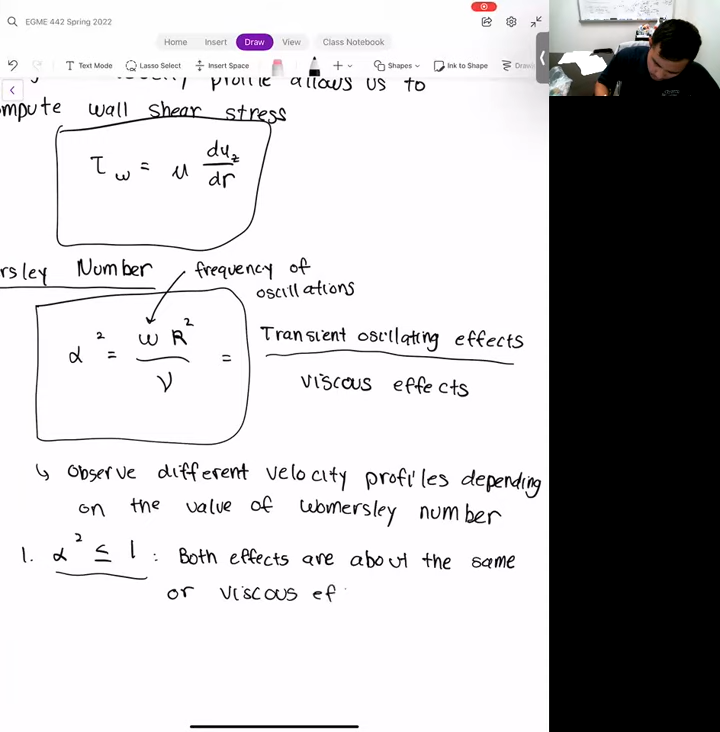 EGME 442 Spring 2022
Home Insert Draw View Class Notebook
Text Mode Lasso Select Insert Space Shapes Ink to Shape Draw
profile allows us to
mpute wall shear stress
τw = μ duz/dr
rsley Number
frequency of
oscillations
α² = ωR²/ν = Transient oscillating effects / viscous effects
↳ observe different velocity profiles depending
on the value of womersley number
1. α² ≤ 1 : Both effects are about the same
or viscous ef